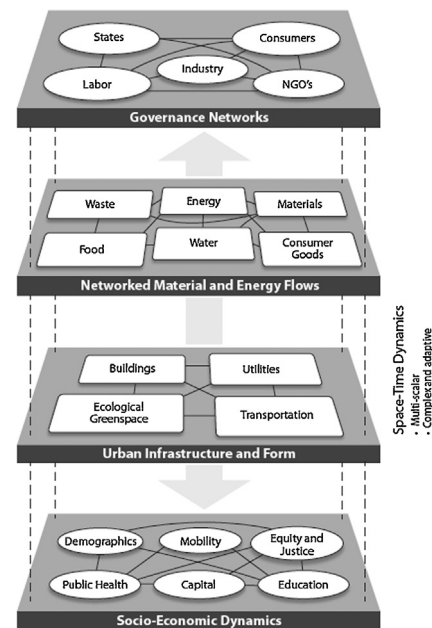 States
Consumers
Industry
Labor
NGO's
Governance Networks
Waste
Energy
Materials
Food
Water
Consumer
Goods
Networked Material and Energy Flows
Buildings
Utilities
Ecological
Greenspace
Transportation
Urban Infrastructure and Form
Demographics
Mobility
Equity and
Justice
Public Health
Capital
Education
Socio-Economic Dynamics
Space-Time Dynamics
• Multi-scalar
• Complex and adaptive